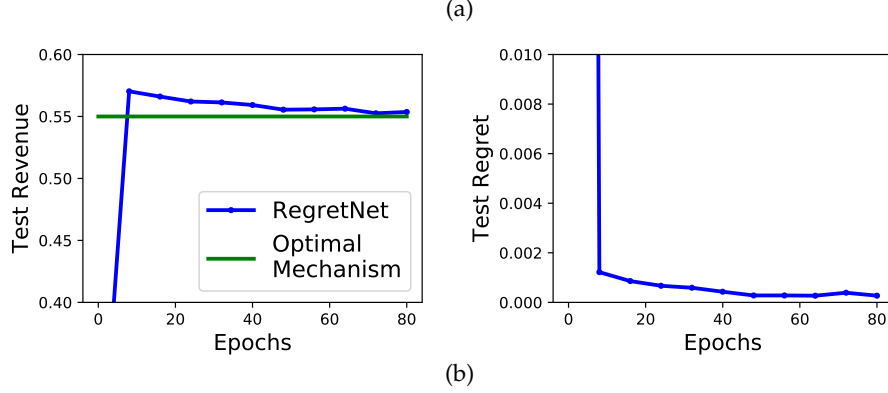 (a)
0.60
0.55
0.50
0.45
0.40
Test Revenue
RegretNet
Optimal
Mechanism
0 20 40 60 80
Epochs
0.010
0.008
0.006
0.004
0.002
0.000
Test Regret
0 20 40 60 80
Epochs
(b)